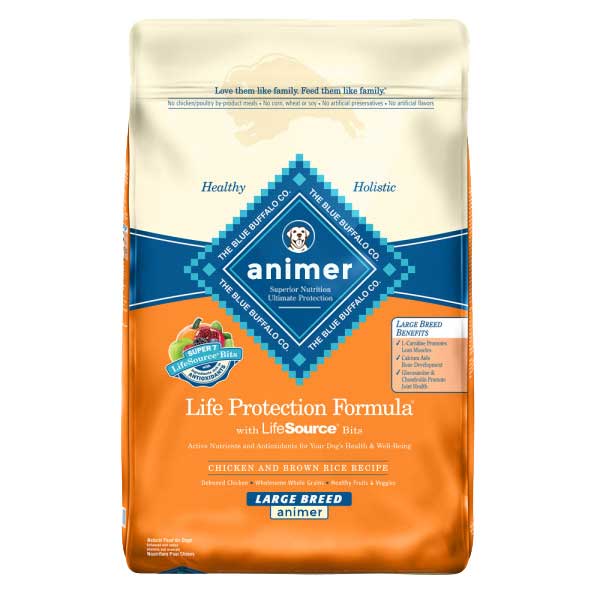 Love them like family. Feed them like family.®
No chicken/poultry by-product meals • No corn, wheat or soy • No artificial preservatives • No artificial flavors
Healthy Holistic
THE BLUE BUFFALO CO.
THE BLUE BUFFALO CO.
animer
Superior Nutrition
Ultimate Protection
THE BLUE BUFFALO CO.
THE BLUE BUFFALO CO.
LARGE BREED
BENEFITS
✓ L-Carnitine Promotes
Lean Muscles
✓ Calcium Aids
Bone Development
✓ Glucosamine &
Chondroitin Promote
Joint Health
SUPER 7
LifeSource® Bits
ANTIOXIDANTS
Life Protection Formula®
with LifeSource® Bits
Active Nutrients and Antioxidants for Your Dog's Health & Well-Being
CHICKEN AND BROWN RICE RECIPE
Deboned Chicken • Wholesome Whole Grains • Healthy Fruits & Veggies
LARGE BREED
animer
Natural Food for Dogs